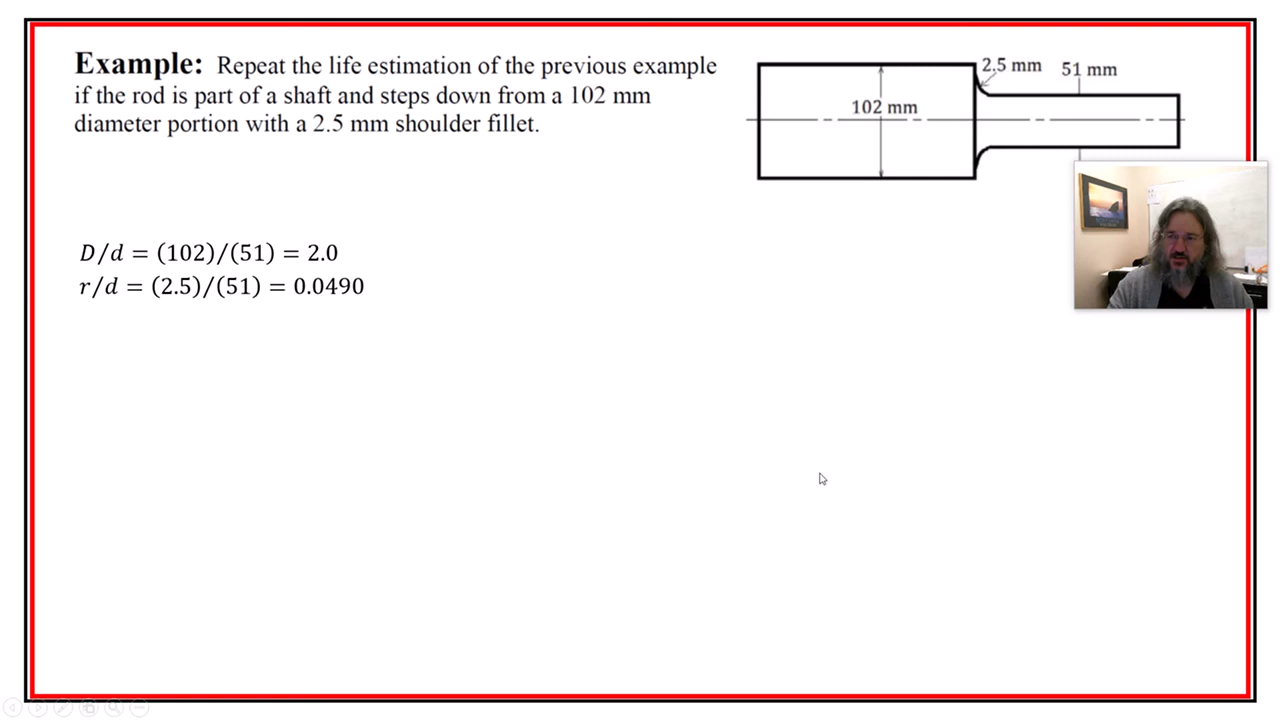 Example: Repeat the life estimation of the previous example
if the rod is part of a shaft and steps down from a 102 mm
diameter portion with a 2.5 mm shoulder fillet.
2.5 mm
51 mm
102 mm
D/d = (102)/(51) = 2.0
r/d = (2.5)/(51) = 0.0490